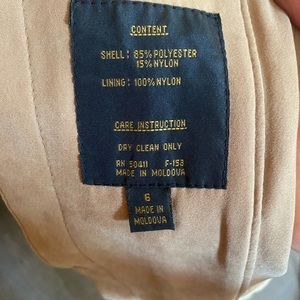 CONTENT
SHELL: 85% POLYESTER
15% NYLON
LINING: 100% NYLON
CARE INSTRUCTION
DRY CLEAN ONLY
RN 50411 F-153
MADE IN MOLDOVA
6
MADE IN
MOLDOVA